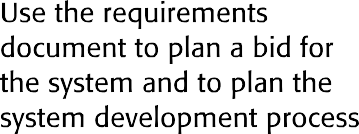 Use the requirements
document to plan a bid for
the system and to plan the
system development process